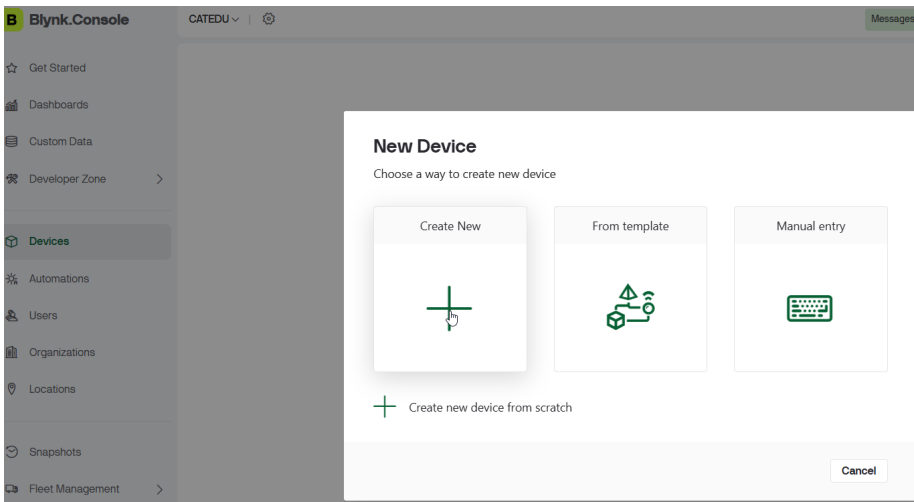 B Blynk.Console
CATEDU
Messages
Get Started
Dashboards
Custom Data
Developer Zone
Devices
Automations
Users
Organizations
Locations
Snapshots
Fleet Management
New Device
Choose a way to create new device
Create New
From template
Manual entry
Create new device from scratch
Cancel